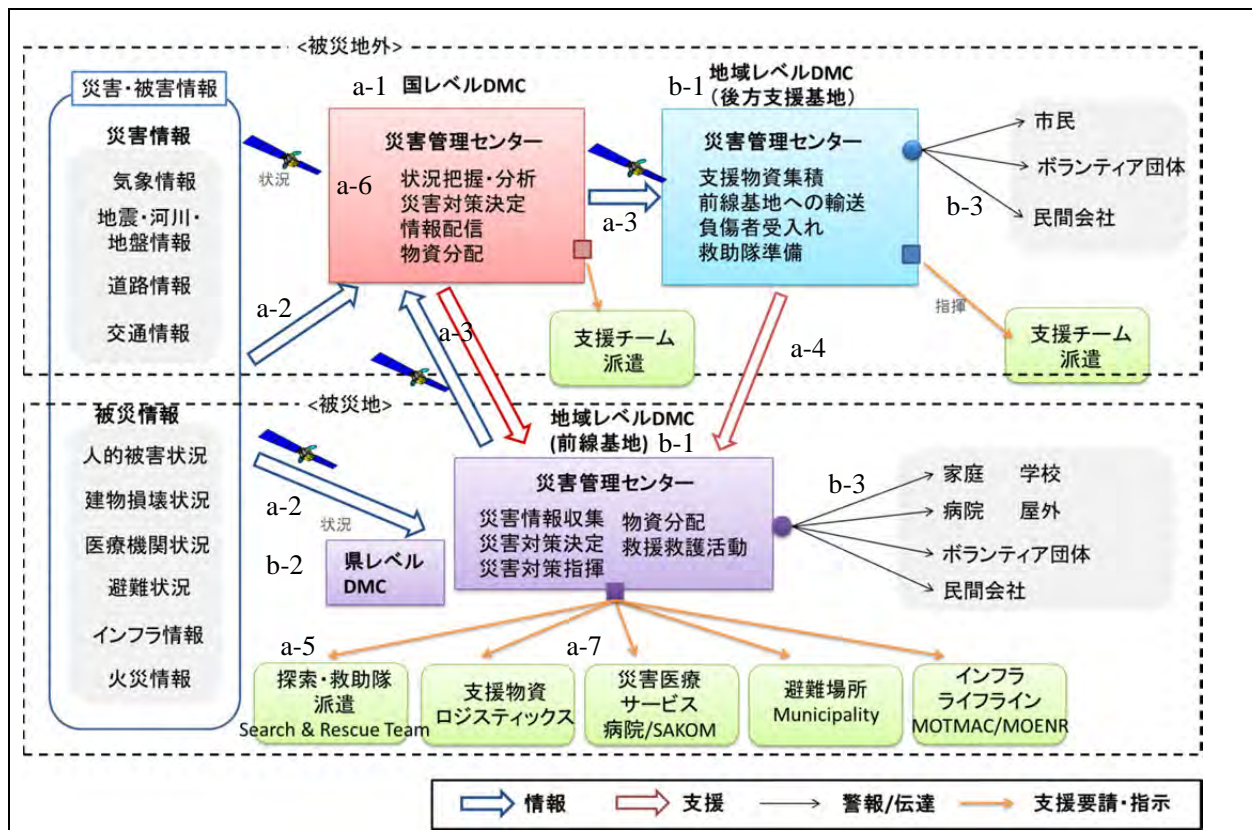 <被災地外>
災害・被害情報
災害情報
気象情報
地震・河川・
地盤情報
道路情報
交通情報
被災情報
人的被害状況
建物損壊状況
医療機関状況
避難状況
インフラ情報
火災情報
状況
a-1
国レベルDMC
災害管理センター
a-6
状況把握・分析
災害対策決定
情報配信
物資分配
a-2
a-3
a-3
支援チーム
派遣
b-1
地域レベルDMC
（後方支援基地）
災害管理センター
支援物資集積
前線基地への輸送
負傷者受入れ
救助隊準備
b-3
市民
ボランティア団体
民間会社
指揮
支援チーム
派遣
a-4
<被災地>
a-2
状況
b-2
県レベル
DMC
地域レベルDMC
(前線基地)
b-1
災害管理センター
災害情報収集
災害対策決定
災害対策指揮
物資分配
救援救護活動
b-3
家庭 学校
病院 屋外
ボランティア団体
民間会社
a-5
a-7
探索・救助隊
派遣
Search & Rescue Team
支援物資
ロジスティックス
災害医療
サービス
病院/SAKOM
避難場所
Municipality
インフラ
ライフライン
MOTMAC/MOENR
情報
支援
警報/伝達
支援要請・指示